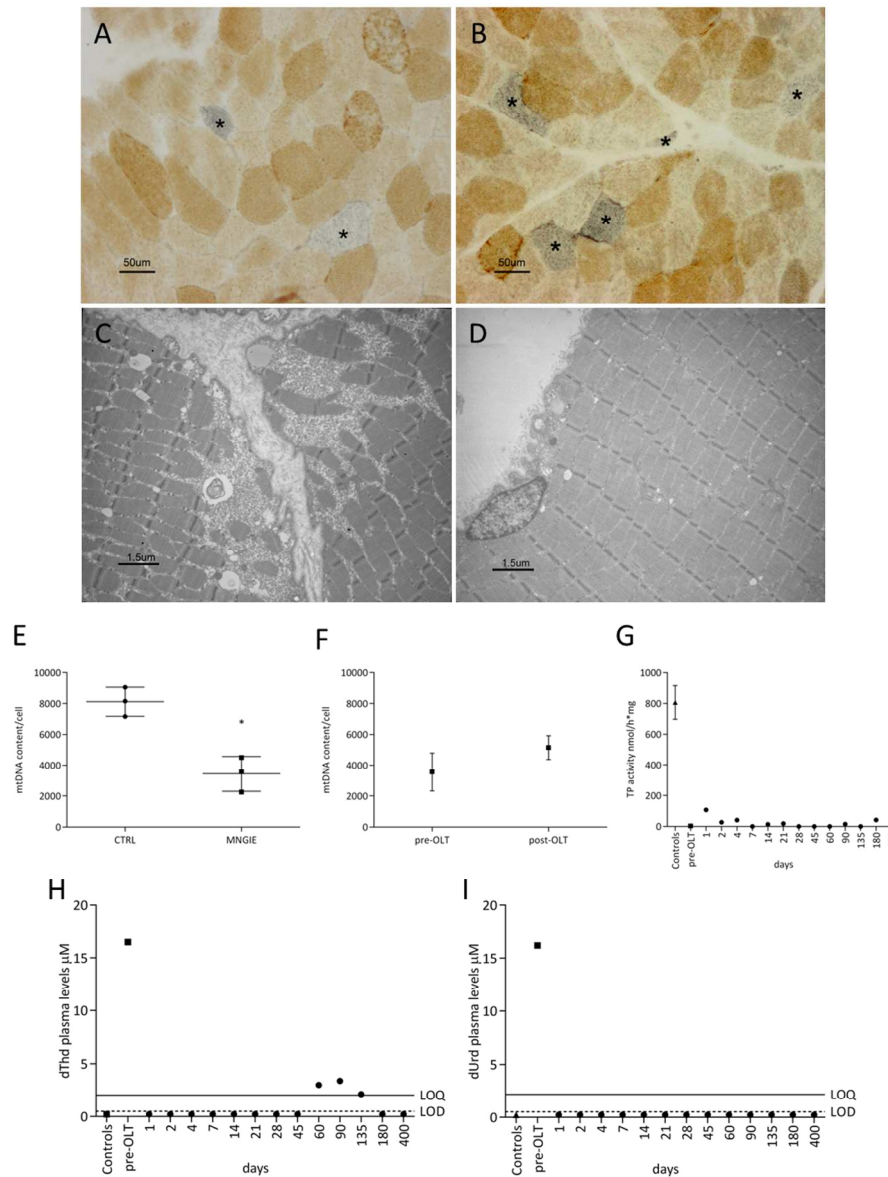 A
B
*
*
*
*
*
*
*
50um
50um
C
D
1.5um
1.5um
E
F
G
mtDNA content/cell
10000
8000
6000
4000
2000
0
*
CTRL
MNGIE
mtDNA content/cell
10000
8000
6000
4000
2000
0
pre-OLT
post-OLT
TP activity nmol/h*mg
1000
800
600
400
200
0
Controls
pre-OLT
1
2
4
7
14
21
28
45
60
90
135
180
days
H
I
dThd plasma levels µM
20
15
10
5
0
LOQ
LOD
Controls
pre-OLT
1
2
4
7
14
21
28
45
60
90
135
180
400
days
dUrd plasma levels µM
20
15
10
5
0
LOQ
LOD
Controls
pre-OLT
1
2
4
7
14
21
28
45
60
90
135
180
400
days